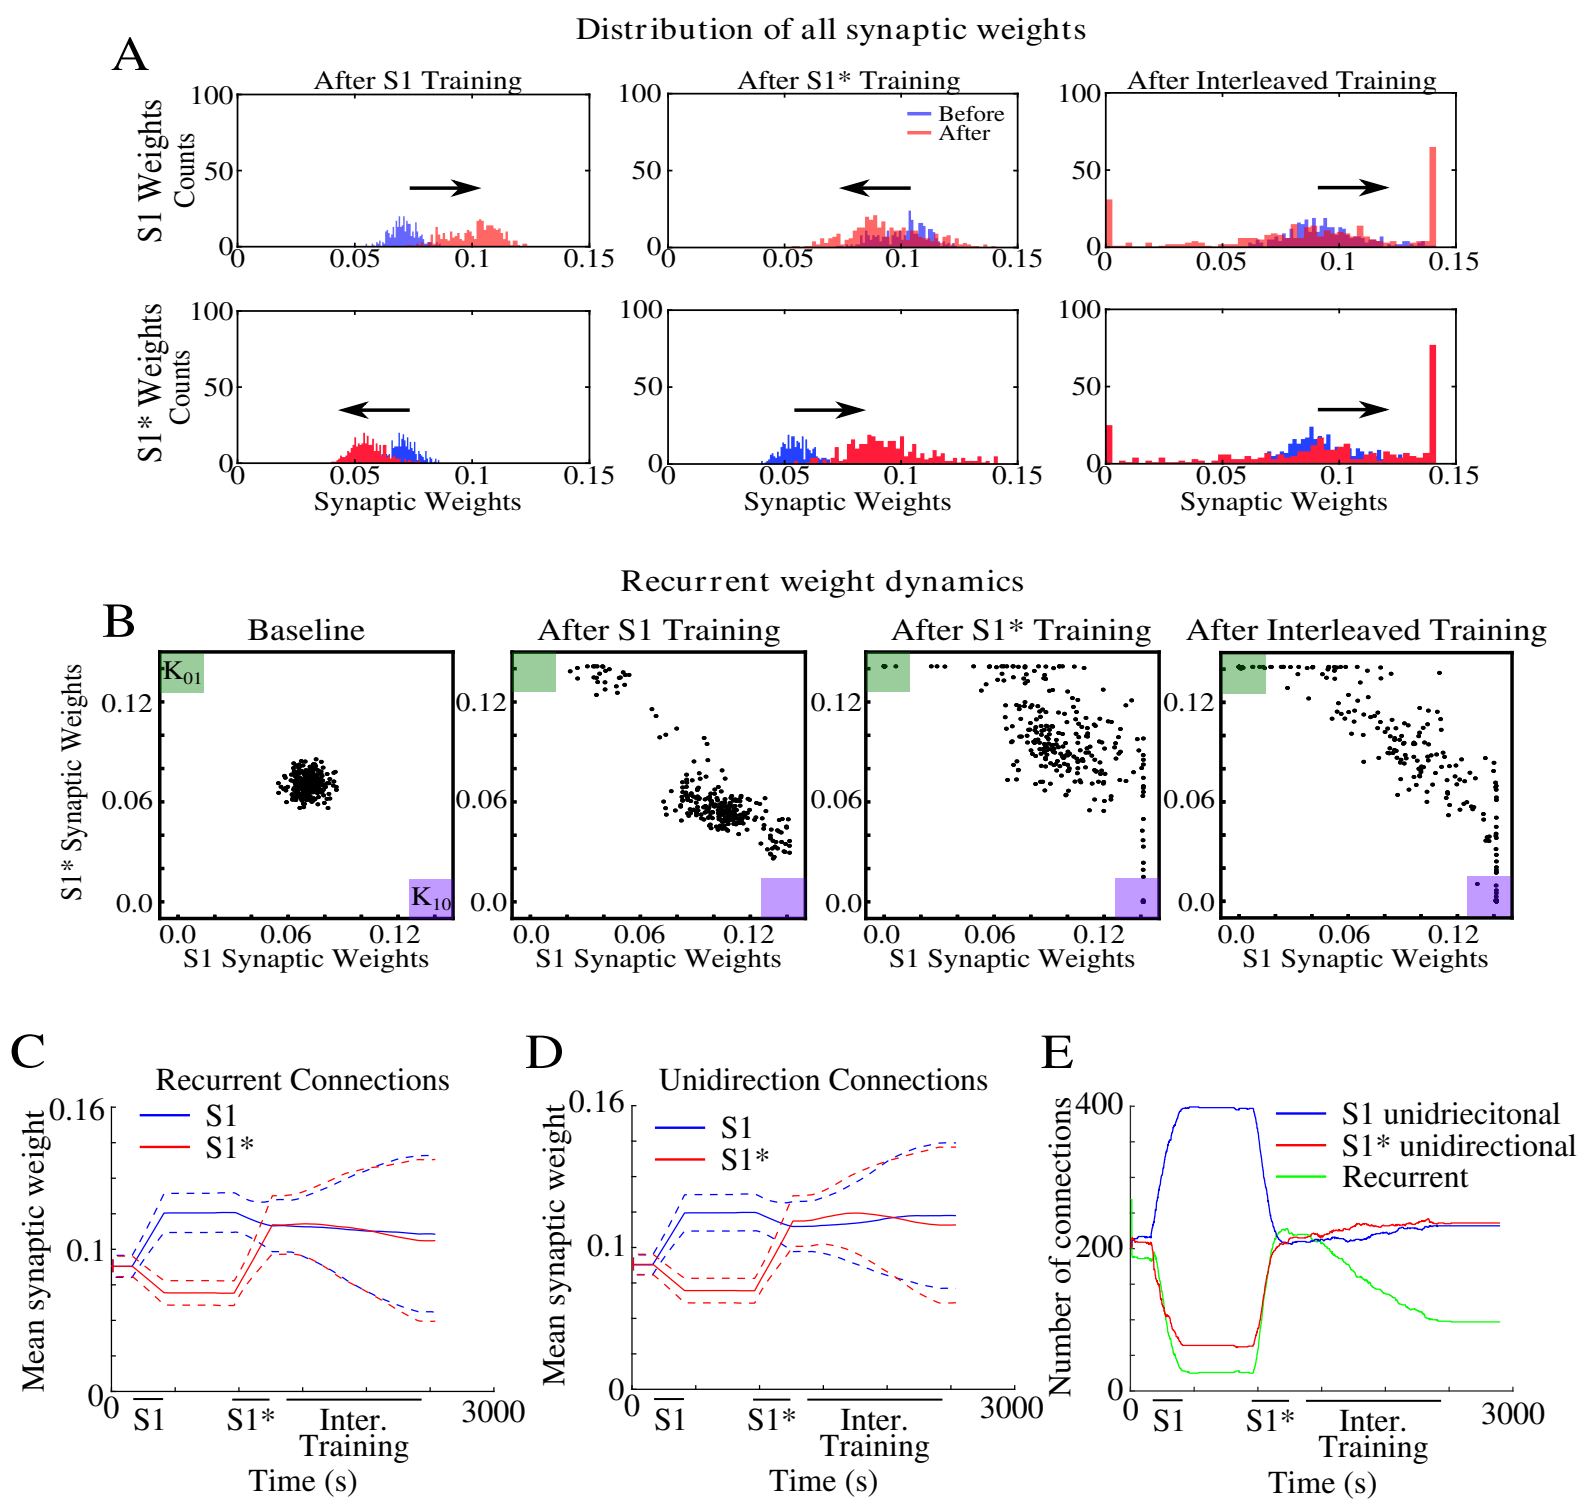 Distribution of all synaptic weights
A
After S1 Training
After S1* Training
After Interleaved Training
S1 Weights
Counts
100
50
0
0
0.05
0.1
0.15
100
50
0
0.05
0.1
0.15
Before
After
100
50
0
0
0.05
0.1
0.15
S1* Weights
Counts
100
50
0
0
0.05
0.1
0.15
Synaptic Weights
100
50
0
0
0.05
0.1
0.15
Synaptic Weights
100
50
0
0
0.05
0.1
0.15
Synaptic Weights
Recurrent weight dynamics
B
Baseline
After S1 Training
After S1* Training
After Interleaved Training
S1* Synaptic Weights
K01
K10
0.12
0.06
0.0
0.0
0.06
0.12
S1 Synaptic Weights
0.12
0.06
0.0
0.0
0.06
0.12
S1 Synaptic Weights
0.12
0.06
0.0
0.0
0.06
0.12
S1 Synaptic Weights
0.12
0.06
0.0
0.0
0.06
0.12
S1 Synaptic Weights
C
Recurrent Connections
Mean synaptic weight
0.16
0.1
0
S1
S1*
0
S1
S1*
Inter.
Training
3000
Time (s)
D
Unidirection Connections
Mean synaptic weight
0.16
0.1
0
S1
S1*
0
S1
S1*
Inter.
Training
3000
Time (s)
E
Number of connections
400
200
0
S1 unidriecitonal
S1* unidirectional
Recurrent
0
S1
S1*
Inter.
Training
3000
Time (s)